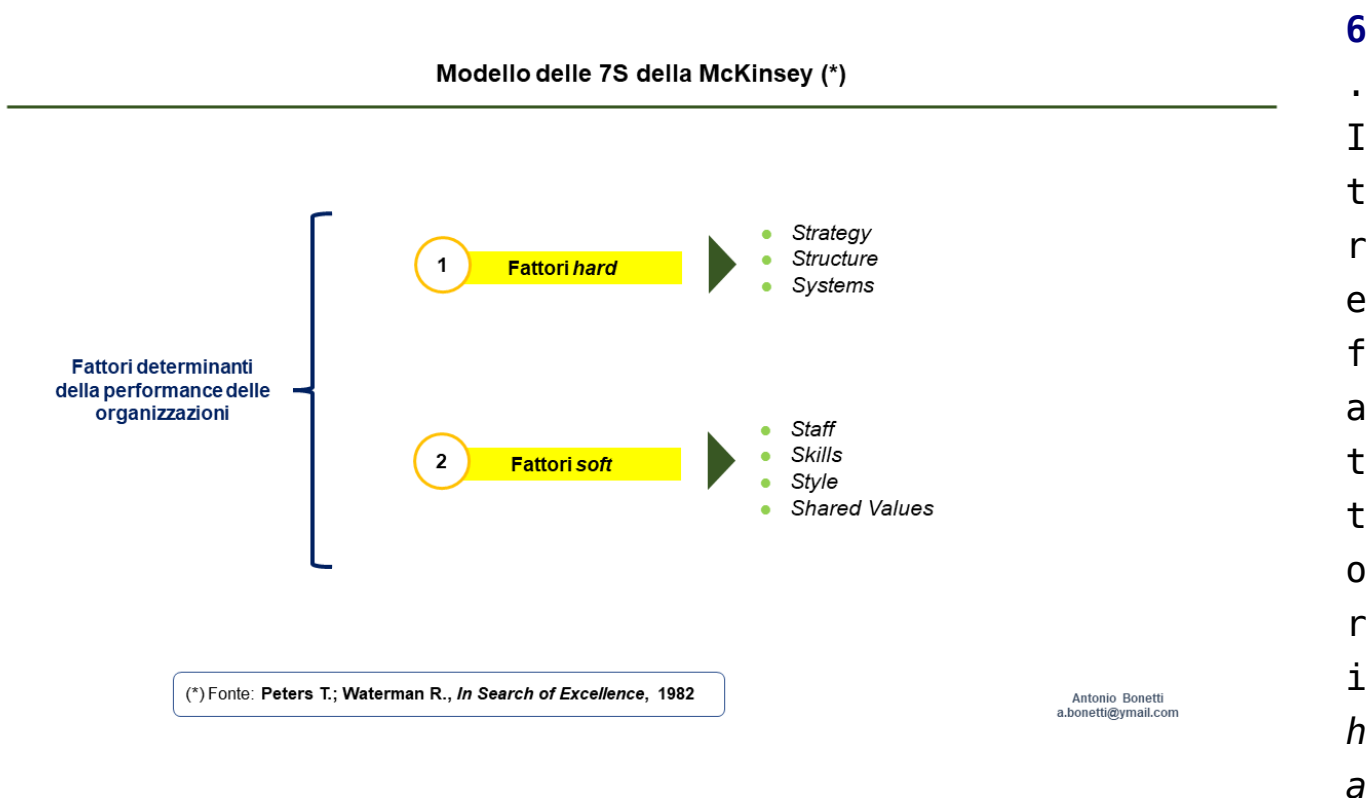 Modello delle 7S della McKinsey (*)
Fattori determinanti
della performance delle
organizzazioni
1
Fattori hard
Strategy
Structure
Systems
2
Fattori soft
Staff
Skills
Style
Shared Values
(*) Fonte: Peters T.; Waterman R., In Search of Excellence, 1982
Antonio Bonetti
a.bonetti@ymail.com
6
.
I
t
r
e
f
a
t
t
o
r
i
h
a